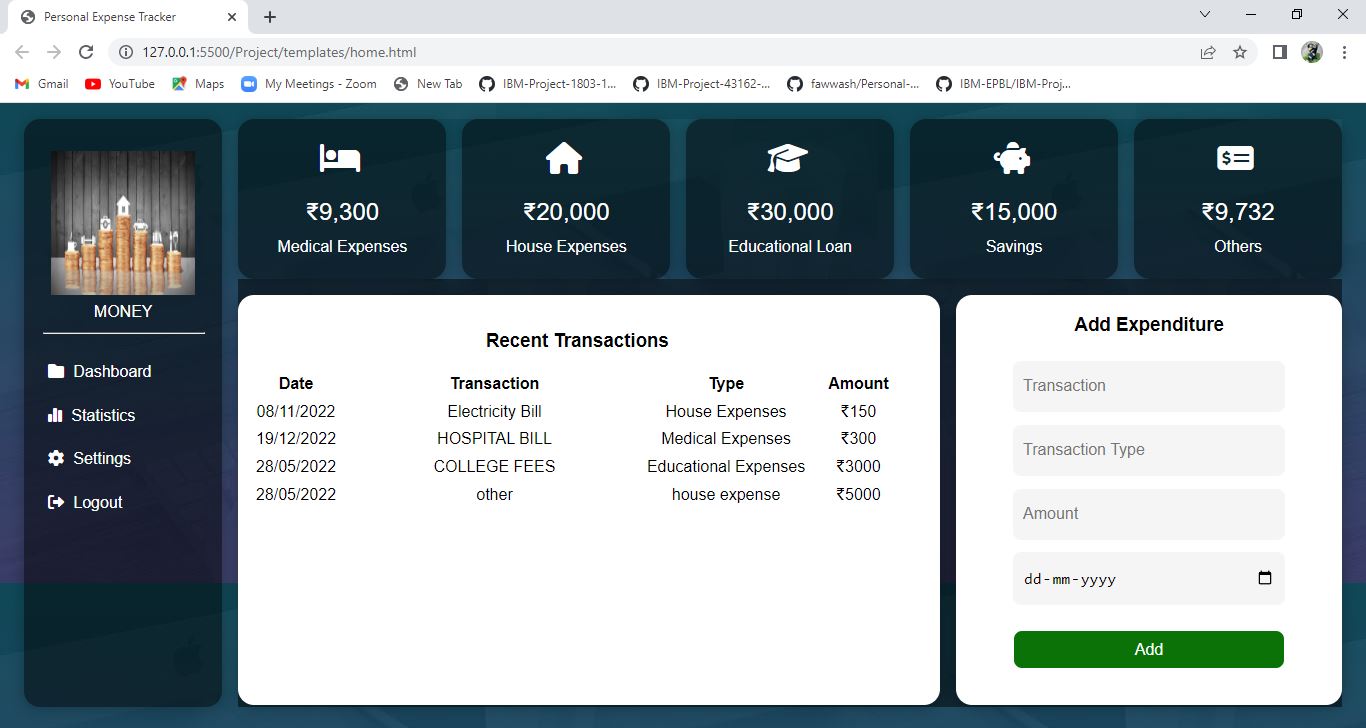 Personal Expense Tracker
127.0.0.1:5500/Project/templates/home.html
Gmail YouTube Maps My Meetings - Zoom New Tab IBM-Project-1803-1... IBM-Project-43162-... fawwash/Personal-... IBM-EPBL/IBM-Proj...
MONEY
Dashboard
Statistics
Settings
Logout
₹9,300
Medical Expenses
₹20,000
House Expenses
₹30,000
Educational Loan
₹15,000
Savings
$
₹9,732
Others
Recent Transactions
Date Transaction Type Amount
08/11/2022 Electricity Bill House Expenses ₹150
19/12/2022 HOSPITAL BILL Medical Expenses ₹300
28/05/2022 COLLEGE FEES Educational Expenses ₹3000
28/05/2022 other house expense ₹5000
Add Expenditure
Transaction
Transaction Type
Amount
dd-mm-yyyy
Add